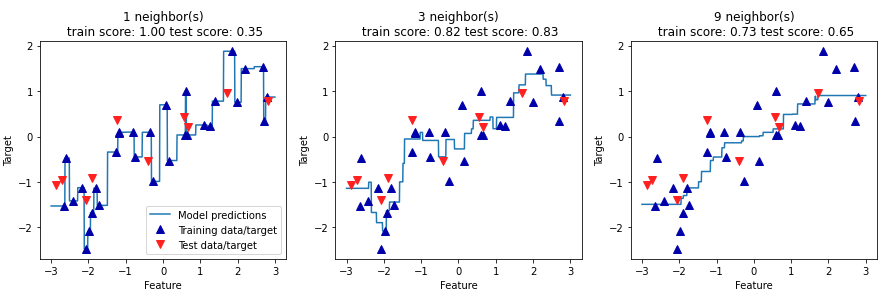 1 neighbor(s)
train score: 1.00 test score: 0.35
2
1
0
−1
−2
Target
−3
−2
−1
0
1
2
3
Feature
Model predictions
Training data/target
Test data/target
3 neighbor(s)
train score: 0.82 test score: 0.83
2
1
0
−1
−2
Target
−3
−2
−1
0
1
2
3
Feature
9 neighbor(s)
train score: 0.73 test score: 0.65
2
1
0
−1
−2
Target
−3
−2
−1
0
1
2
3
Feature